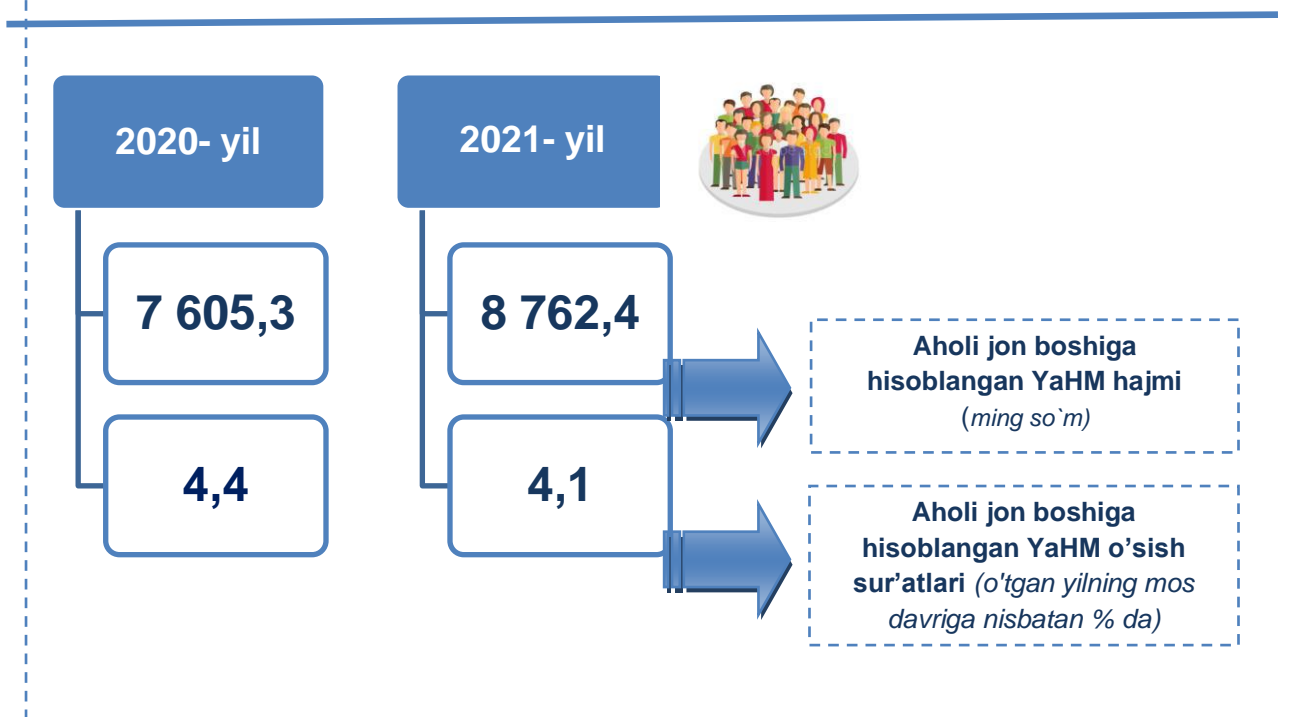 2020- yil
2021- yil
7 605,3
8 762,4
Aholi jon boshiga
hisoblangan YaHM hajmi
(ming so`m)
4,4
4,1
Aholi jon boshiga
hisoblangan YaHM o’sish
sur’atlari (o'tgan yilning mos
davriga nisbatan % da)